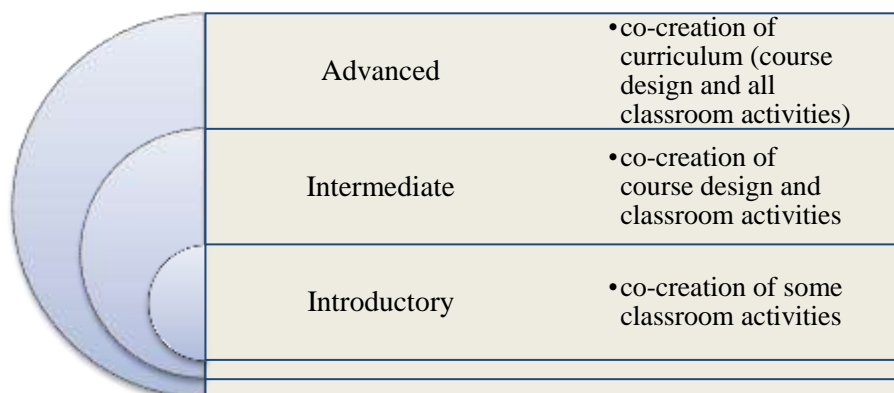 Advanced
•co-creation of
curriculum (course
design and all
classroom activities)
Intermediate
•co-creation of
course design and
classroom activities
Introductory
•co-creation of some
classroom activities